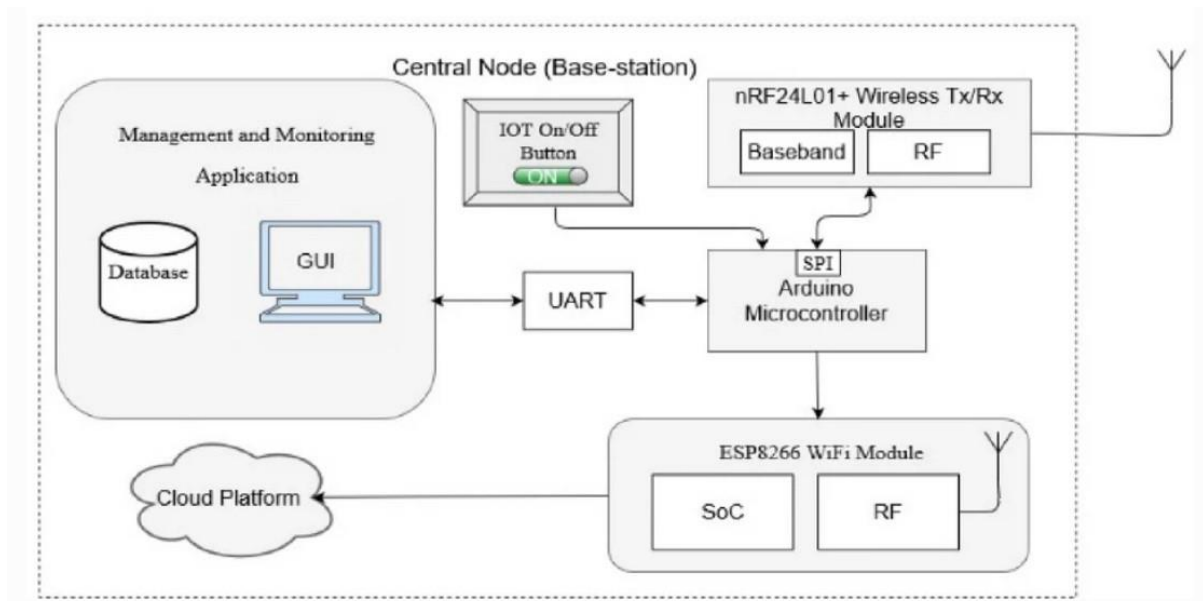 Central Node (Base-station)
Management and Monitoring
Application
Database
GUI
IOT On/Off
Button
ON
nRF24L01+ Wireless Tx/Rx
Module
Baseband
RF
UART
SPI
Arduino
Microcontroller
ESP8266 WiFi Module
SoC
RF
Cloud Platform